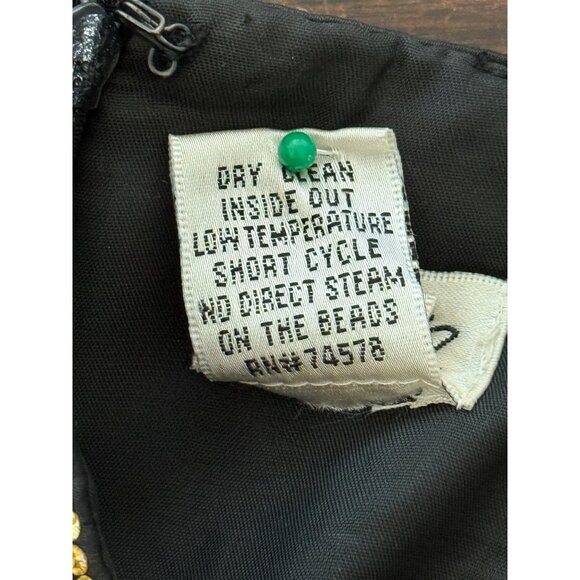 DRY CLEAN
INSIDE OUT
LOW TEMPERATURE
SHORT CYCLE
NO DIRECT STEAM
ON THE BEADS
RN#74578